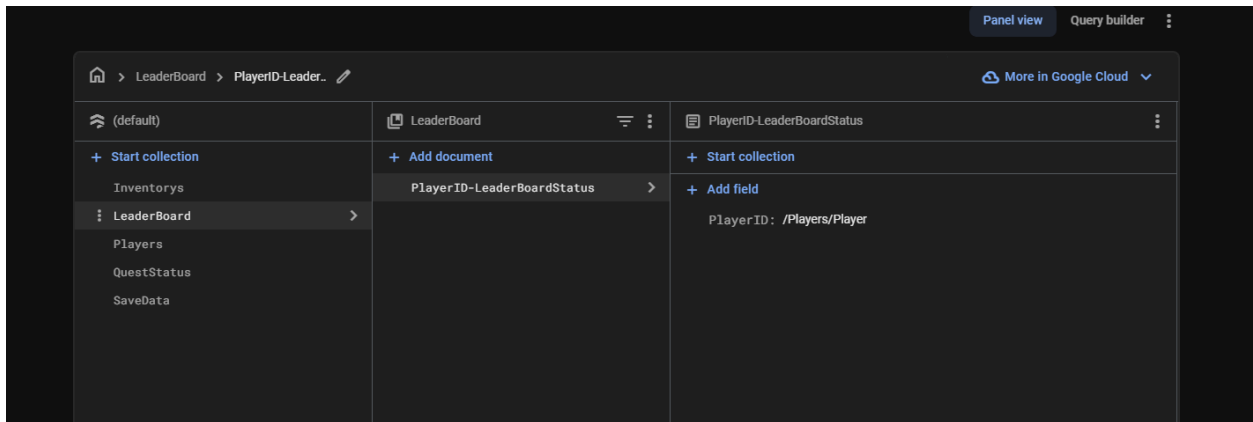 Panel view Query builder
LeaderBoard > PlayerID-Leader..
More in Google Cloud
(default)
+ Start collection
Inventorys
LeaderBoard
Players
QuestStatus
SaveData
LeaderBoard
+ Add document
PlayerID-LeaderBoardStatus
PlayerID-LeaderBoardStatus
+ Start collection
+ Add field
PlayerID: /Players/Player